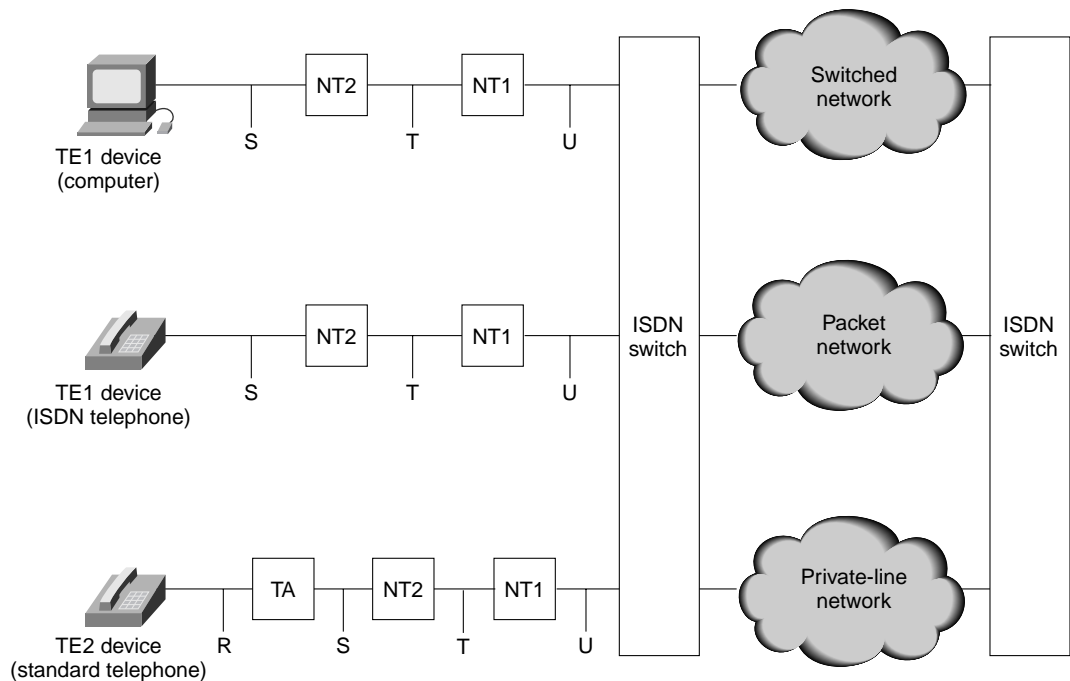 NT2
NT1
Switched
network
S
T
U
TE1 device
(computer)
NT2
NT1
ISDN
switch
Packet
network
ISDN
switch
S
T
U
TE1 device
(ISDN telephone)
TA
NT2
NT1
Private-line
network
R
S
T
U
TE2 device
(standard telephone)